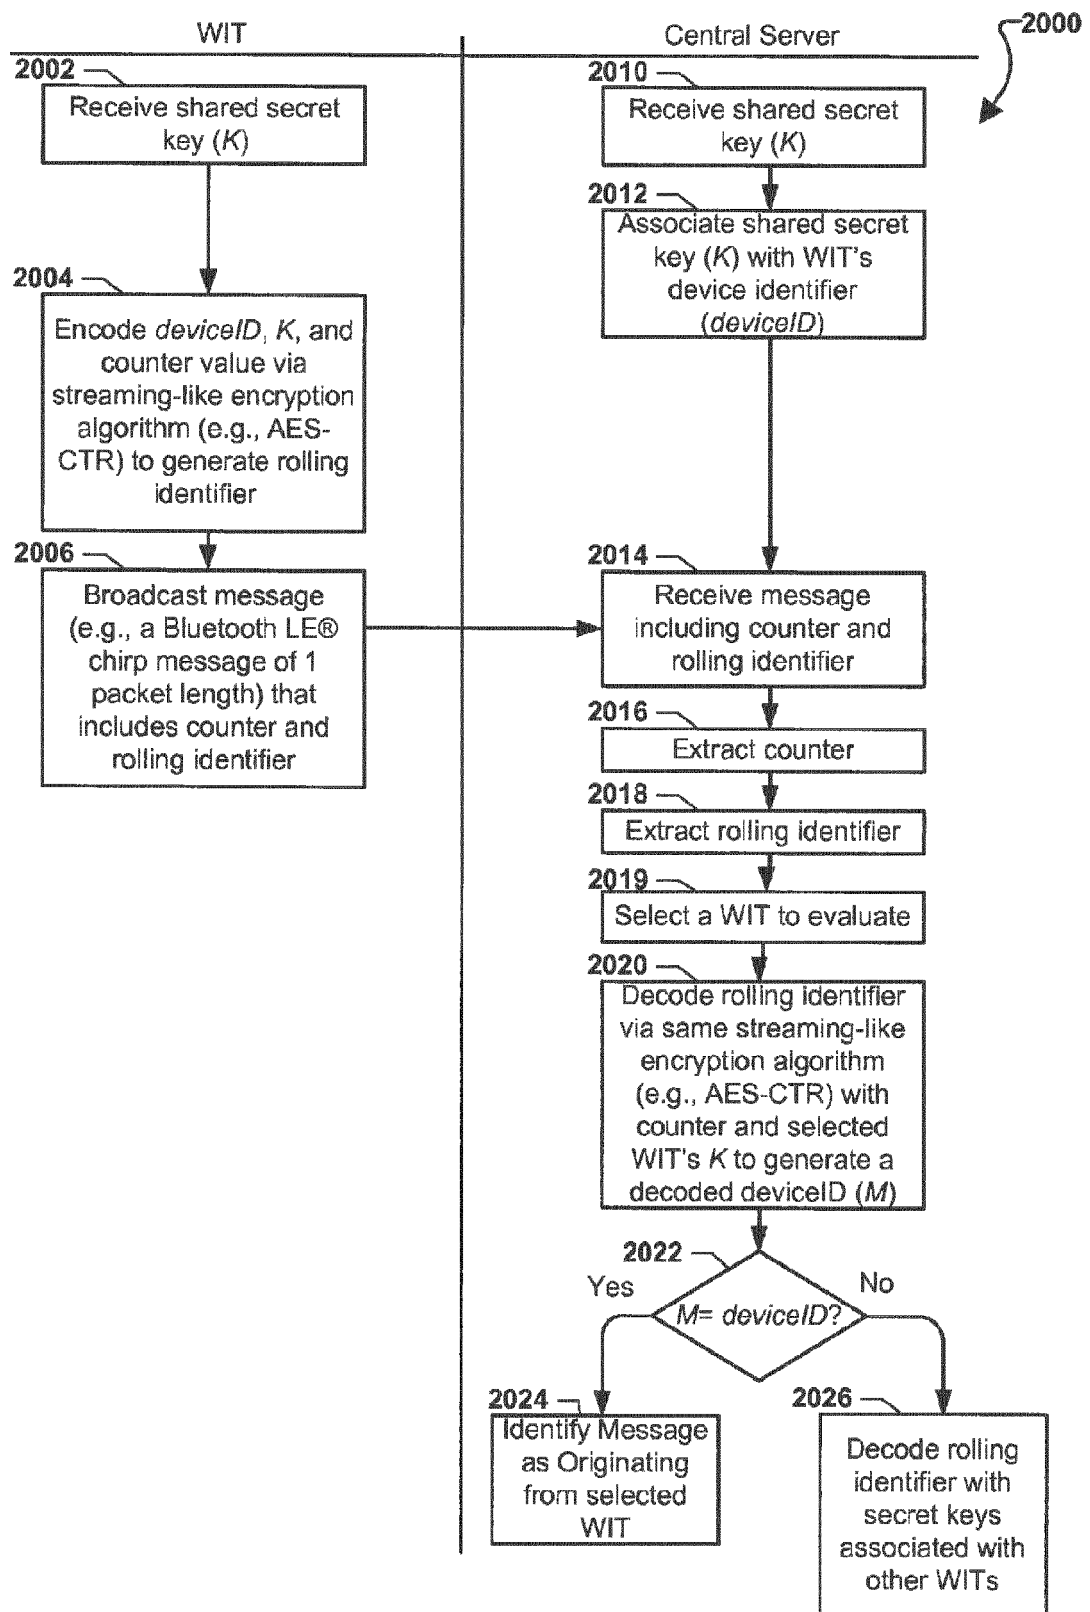 WIT
Central Server
2000
2002
Receive shared secret
key (K)
2004
Encode deviceID, K, and
counter value via
streaming-like encryption
algorithm (e.g., AES-
CTR) to generate rolling
identifier
2006
Broadcast message
(e.g., a Bluetooth LE®
chirp message of 1
packet length) that
includes counter and
rolling identifier
2010
Receive shared secret
key (K)
2012
Associate shared secret
key (K) with WIT's
device identifier
(deviceID)
2014
Receive message
including counter and
rolling identifier
2016
Extract counter
2018
Extract rolling identifier
2019
Select a WIT to evaluate
2020
Decode rolling identifier
via same streaming-like
encryption algorithm
(e.g., AES-CTR) with
counter and selected
WIT's K to generate a
decoded deviceID (M)
2022
Yes
M= deviceID?
No
2024
Identify Message
as Originating
from selected
WIT
2026
Decode rolling
identifier with
secret keys
associated with
other WITs